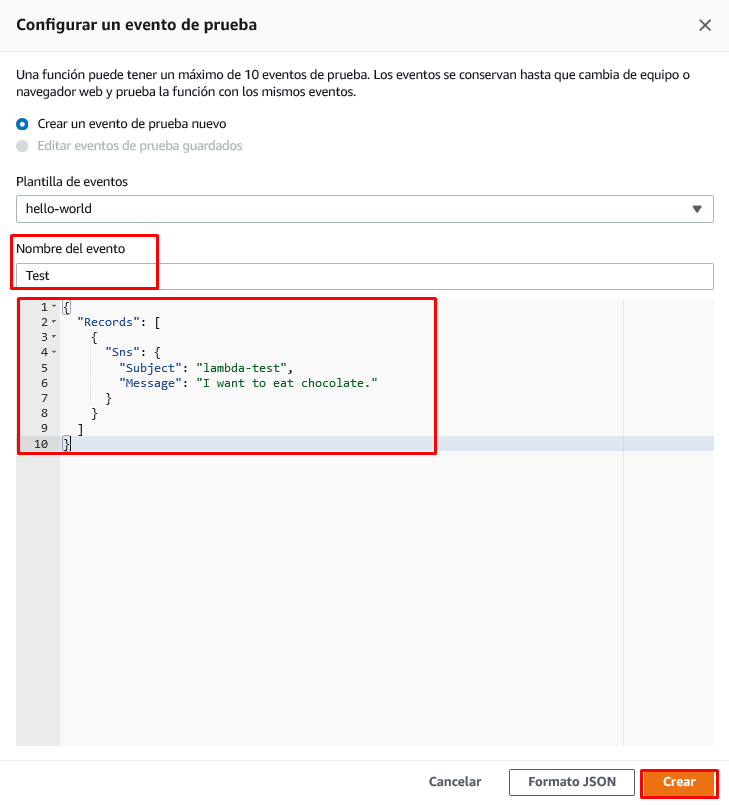 Configurar un evento de prueba
Una función puede tener un máximo de 10 eventos de prueba. Los eventos se conservan hasta que cambia de equipo o
navegador web y prueba la función con los mismos eventos.
Crear un evento de prueba nuevo
Editar eventos de prueba guardados
Plantilla de eventos
hello-world
Nombre del evento
Test
1 {
2   "Records": [
3     {
4       "Sns": {
5         "Subject": "lambda-test",
6         "Message": "I want to eat chocolate."
7       }
8     }
9   ]
10 }
Cancelar Formato JSON Crear